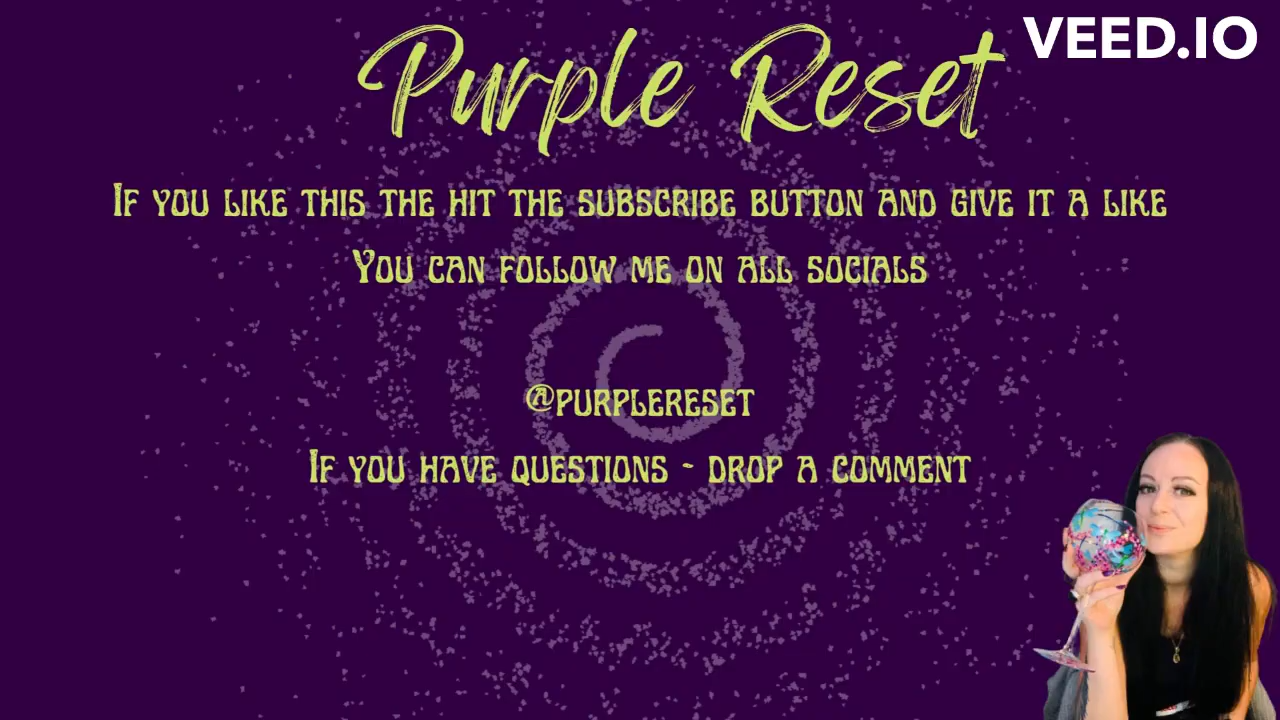 Purple Reset
VEED.IO
If you like this the hit the subscribe button and give it a like
You can follow me on all socials
@purplereset
If you have questions - drop a comment